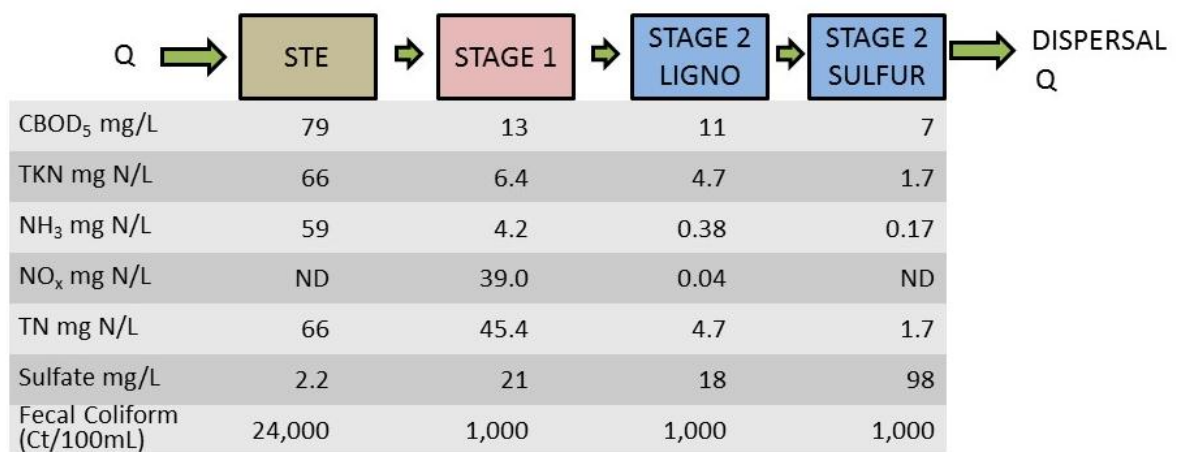 Q STE STAGE 1 STAGE 2 LIGNO STAGE 2 SULFUR DISPERSAL Q
CBOD₅ mg/L 79 13 11 7
TKN mg N/L 66 6.4 4.7 1.7
NH₃ mg N/L 59 4.2 0.38 0.17
NOₓ mg N/L ND 39.0 0.04 ND
TN mg N/L 66 45.4 4.7 1.7
Sulfate mg/L 2.2 21 18 98
Fecal Coliform
(Ct/100mL) 24,000 1,000 1,000 1,000